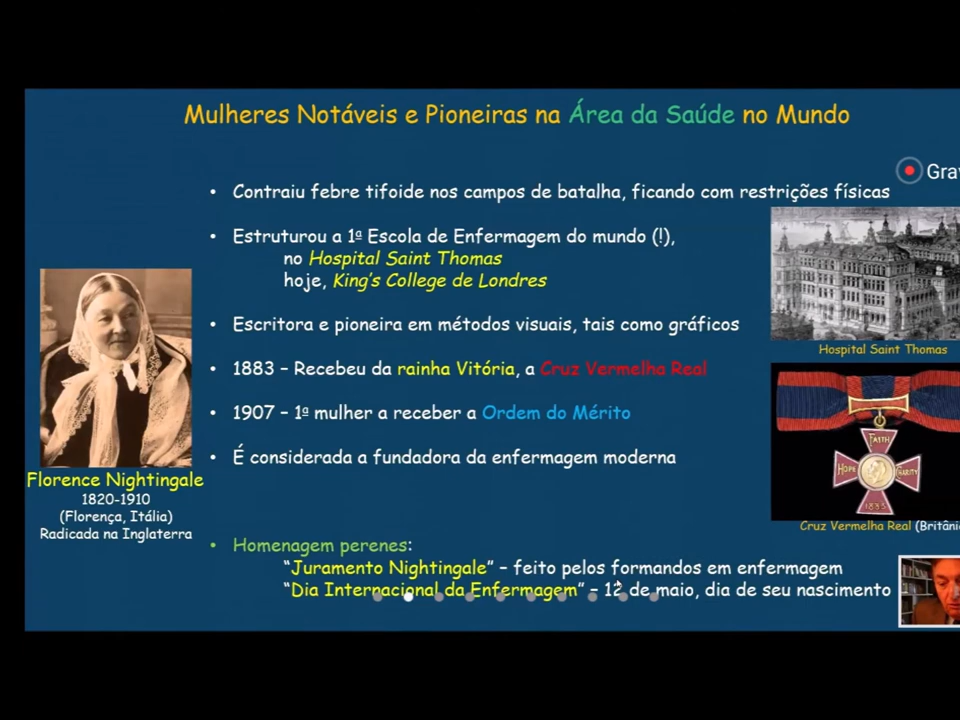 Mulheres Notáveis e Pioneiras na Área da Saúde no Mundo
Grav
• Contraiu febre tifoide nos campos de batalha, ficando com restrições físicas
• Estruturou a 1ª Escola de Enfermagem do mundo (!),
no Hospital Saint Thomas
hoje, King's College de Londres
• Escritora e pioneira em métodos visuais, tais como gráficos
Hospital Saint Thomas
• 1883 – Recebeu da rainha Vitória, a Cruz Vermelha Real
• 1907 – 1ª mulher a receber a Ordem do Mérito
FAITH
HOPE
CHARITY
1883
• É considerada a fundadora da enfermagem moderna
Florence Nightingale
1820-1910
(Florença, Itália)
Radicada na Inglaterra
Cruz Vermelha Real (Britâni
• Homenagem perenes:
"Juramento Nightingale" – feito pelos formandos em enfermagem
"Dia Internacional da Enfermagem" – 12 de maio, dia de seu nascimento